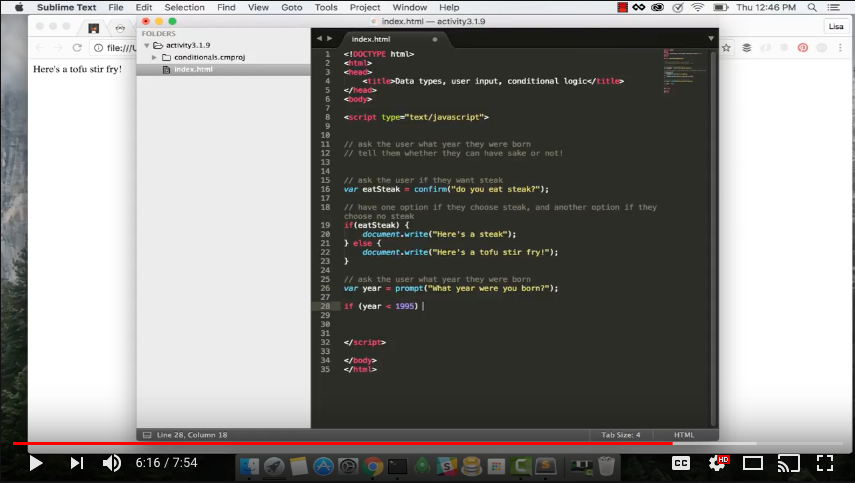 Sublime Text File Edit Selection Find View Goto Tools Project Window Help
Thu 12:46 PM
index.html — activity3.1.9
Lisa
file:///U
Here's a tofu stir fry!
FOLDERS
activity3.1.9
conditionals.cmproj
index.html
index.html
1 <!DOCTYPE html>
2 <html>
3 <head>
4 <title>Data types, user input, conditional logic</title>
5 </head>
6 <body>
7
8 <script type="text/javascript">
9
10
11 // ask the user what year they were born
12 // tell them whether they can have sake or not!
13
14
15 // ask the user if they want steak
16 var eatSteak = confirm("do you eat steak?");
17
18 // have one option if they choose steak, and another option if they
choose no steak
19 if(eatSteak) {
20 document.write("Here's a steak");
21 } else {
22 document.write("Here's a tofu stir fry!");
23 }
24
25 // ask the user what year they were born
26 var year = prompt("What year were you born?");
27
28 if (year < 1995)
29
30
31
32 </script>
33
34 </body>
35 </html>
Line 28, Column 18
Tab Size: 4
HTML
6:16 / 7:54
CC
HD